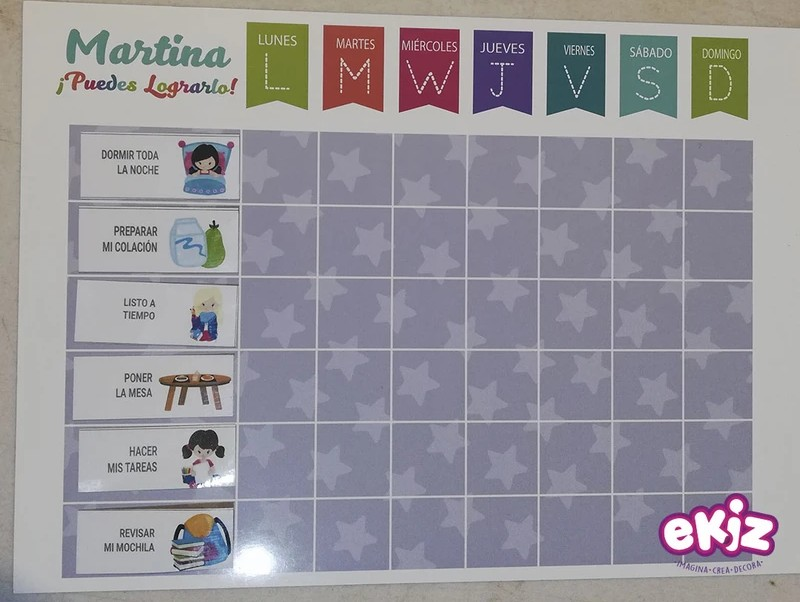 Martina
¡Puedes Lograrlo!
LUNES
L
MARTES
M
MIÉRCOLES
W
JUEVES
J
VIERNES
V
SÁBADO
S
DOMINGO
D
DORMIR TODA
LA NOCHE
PREPARAR
MI COLACIÓN
LISTO A
TIEMPO
PONER
LA MESA
HACER
MIS TAREAS
REVISAR
MI MOCHILA
eKiz
•IMAGINA•CREA•DECORA•